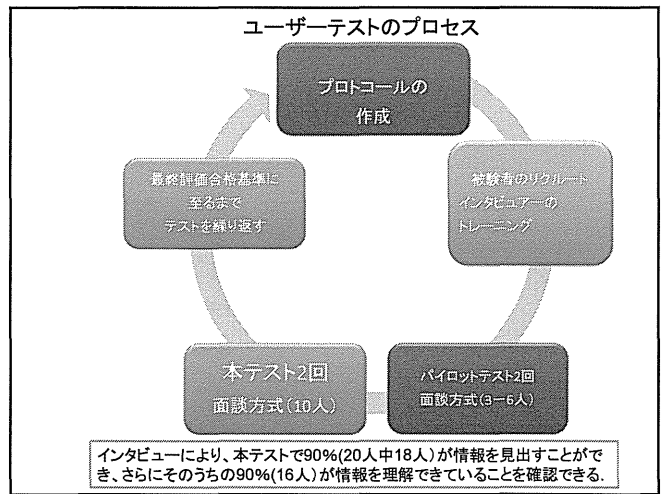 ユーザーテストのプロセス
プロトコールの
作成
被験者のリクルート
インタビュアーの
トレーニング
パイロットテスト2回
面談方式(3ー6人)
本テスト2回
面談方式(10人)
最終評価合格基準に
至るまで
テストを繰り返す
インタビューにより、本テストで90%(20人中18人)が情報を見出すことがで
き、さらにそのうちの90%(16人)が情報を理解できていることを確認できる.